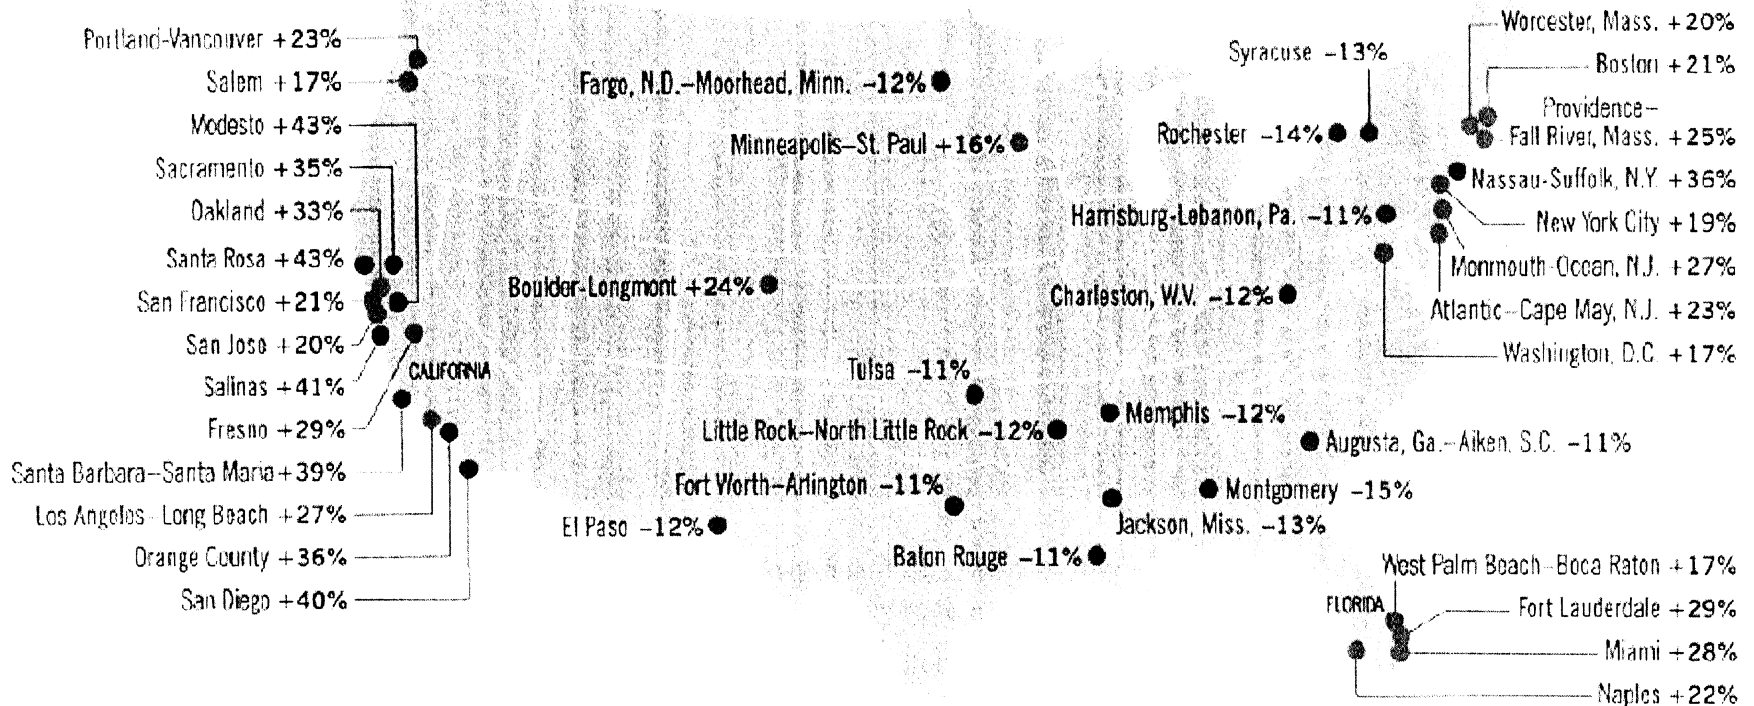 Portland-Vancouver +23%
Salem +17%
Modesto +43%
Sacramento +35%
Oakland +33%
Santa Rosa +43%
San Francisco +21%
San Jose +20%
Salinas +41%
Fresno +29%
Santa Barbara–Santa Maria +39%
Los Angeles–Long Beach +27%
Orange County +36%
San Diego +40%
CALIFORNIA
Fargo, N.D.–Moorhead, Minn. –12%
Minneapolis–St. Paul +16%
Boulder-Longmont +24%
Tulsa –11%
Little Rock–North Little Rock –12%
Memphis –12%
Fort Worth–Arlington –11%
El Paso –12%
Baton Rouge –11%
Jackson, Miss. –13%
Montgomery –15%
Augusta, Ga.–Aiken, S.C. –11%
Charleston, W.V. –12%
Harrisburg-Lebanon, Pa. –11%
Rochester –14%
Syracuse –13%
Worcester, Mass. +20%
Boston +21%
Providence–
Fall River, Mass. +25%
Nassau-Suffolk, N.Y. +36%
New York City +19%
Monmouth-Ocean, N.J. +27%
Atlantic–Cape May, N.J. +23%
Washington, D.C. +17%
West Palm Beach–Boca Raton +17%
FLORIDA
Fort Lauderdale +29%
Miami +28%
Naples +22%